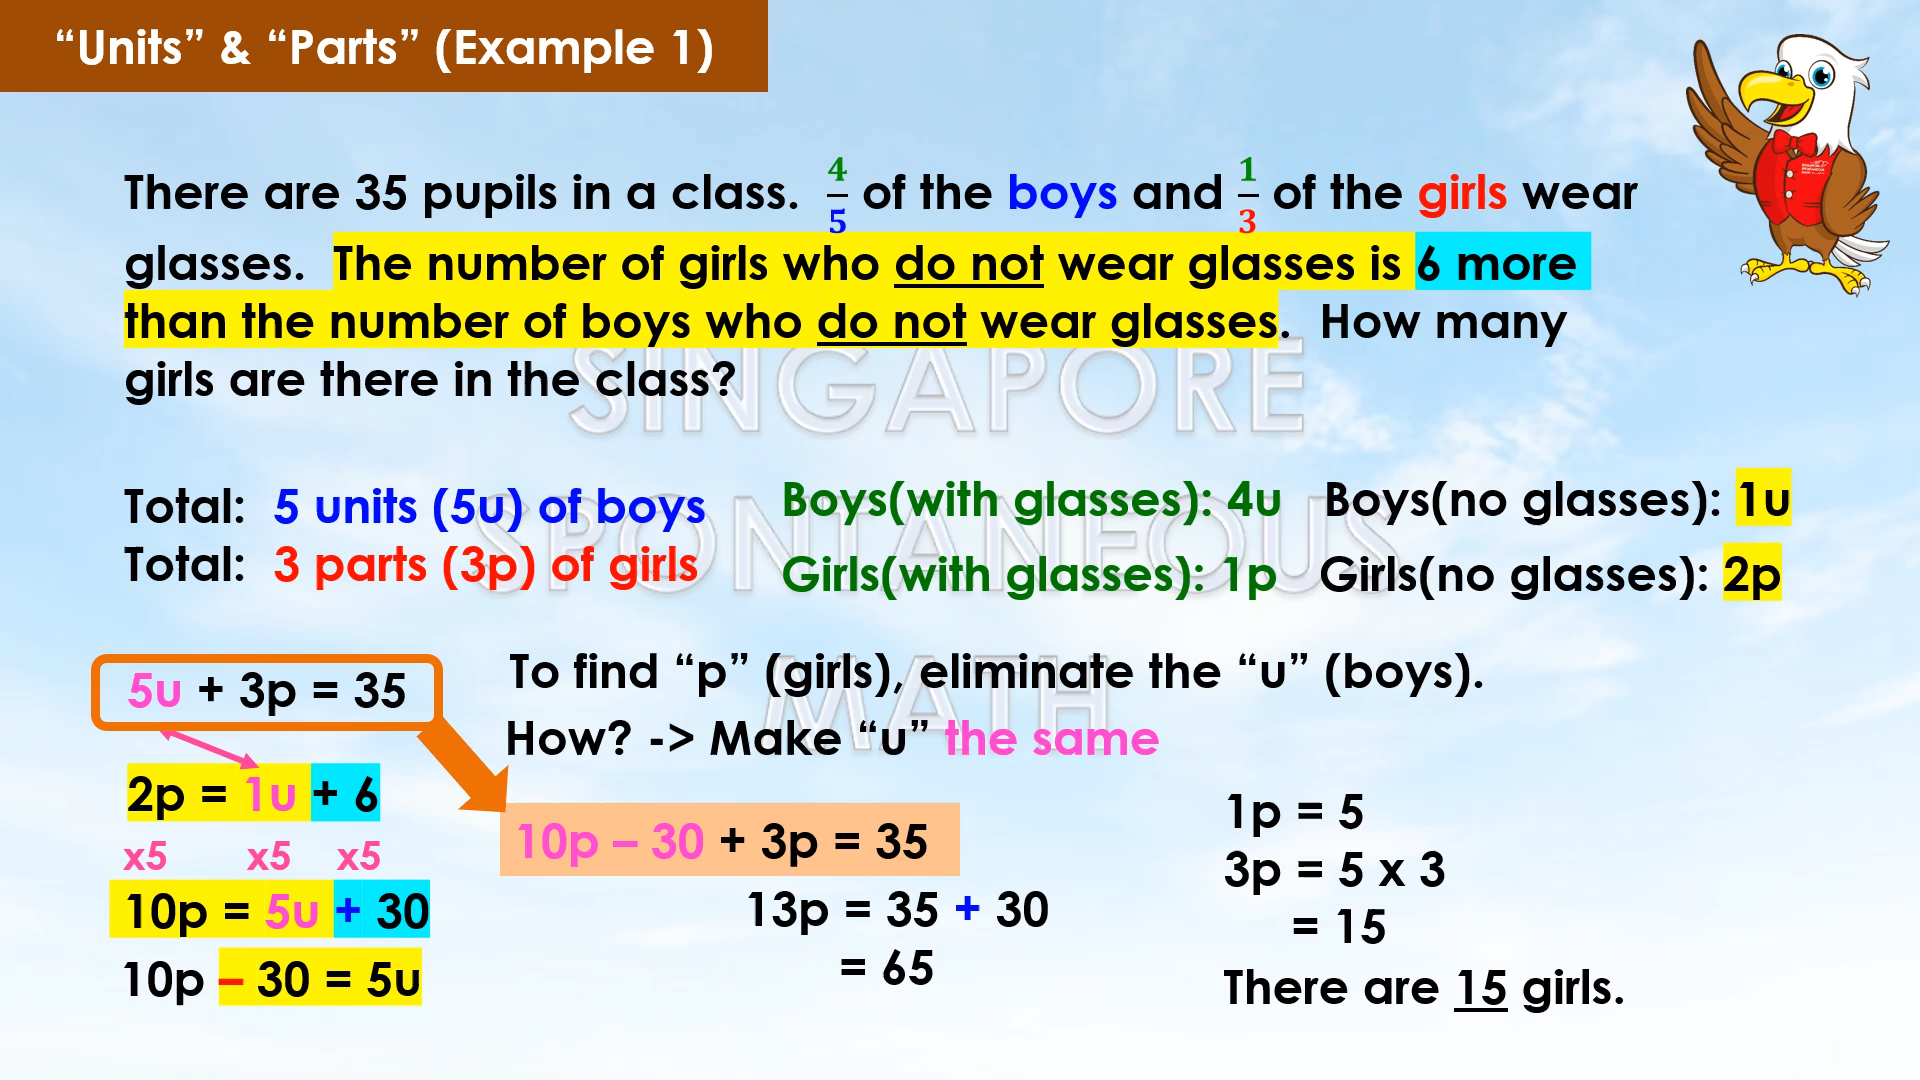 “Units” & “Parts” (Example 1)
There are 35 pupils in a class. 4/5 of the boys and 1/3 of the girls wear
glasses. The number of girls who do not wear glasses is 6 more
than the number of boys who do not wear glasses. How many
girls are there in the class?
SINGAPORE
SPONTANEOUS
MATH
Total: 5 units (5u) of boys
Total: 3 parts (3p) of girls
Boys(with glasses): 4u Boys(no glasses): 1u
Girls(with glasses): 1p Girls(no glasses): 2p
5u + 3p = 35
2p = 1u + 6
x5 x5 x5
10p = 5u + 30
10p – 30 = 5u
To find “p” (girls), eliminate the “u” (boys).
How? -> Make “u” the same
10p – 30 + 3p = 35
13p = 35 + 30
= 65
1p = 5
3p = 5 x 3
= 15
There are 15 girls.